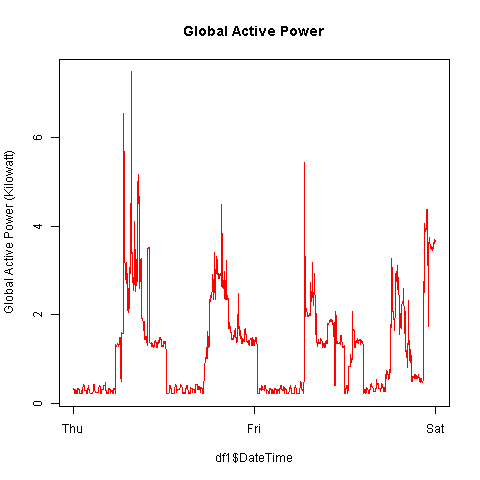 Global Active Power
Global Active Power (Kilowatt)
6
4
2
0
Thu Fri Sat
df1$DateTime